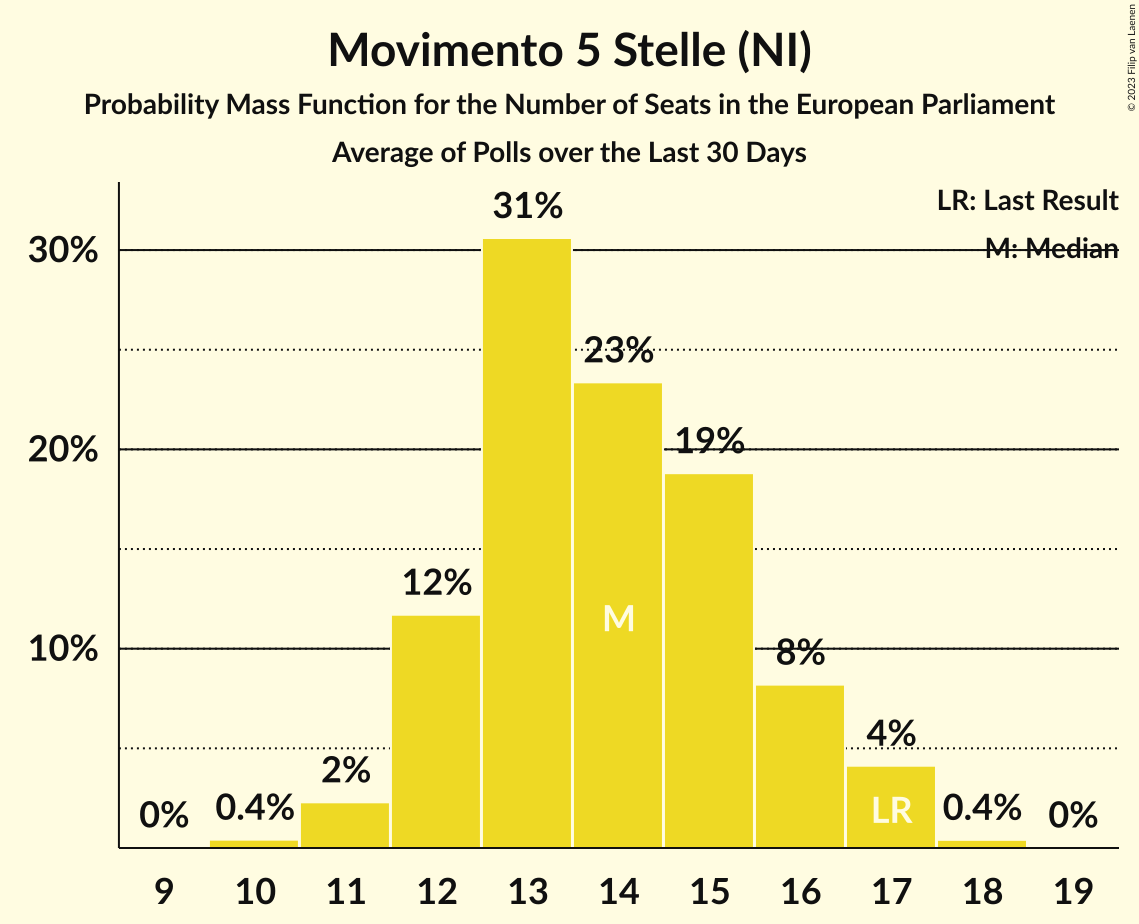 Movimento 5 Stelle (NI)
Probability Mass Function for the Number of Seats in the European Parliament
Average of Polls over the Last 30 Days
© 2023 Filip van Laenen
LR: Last Result
M: Median
30%
20%
10%
0%
0.4%
2%
12%
31%
23%
19%
8%
4%
0.4%
0%
M
LR
9 10 11 12 13 14 15 16 17 18 19